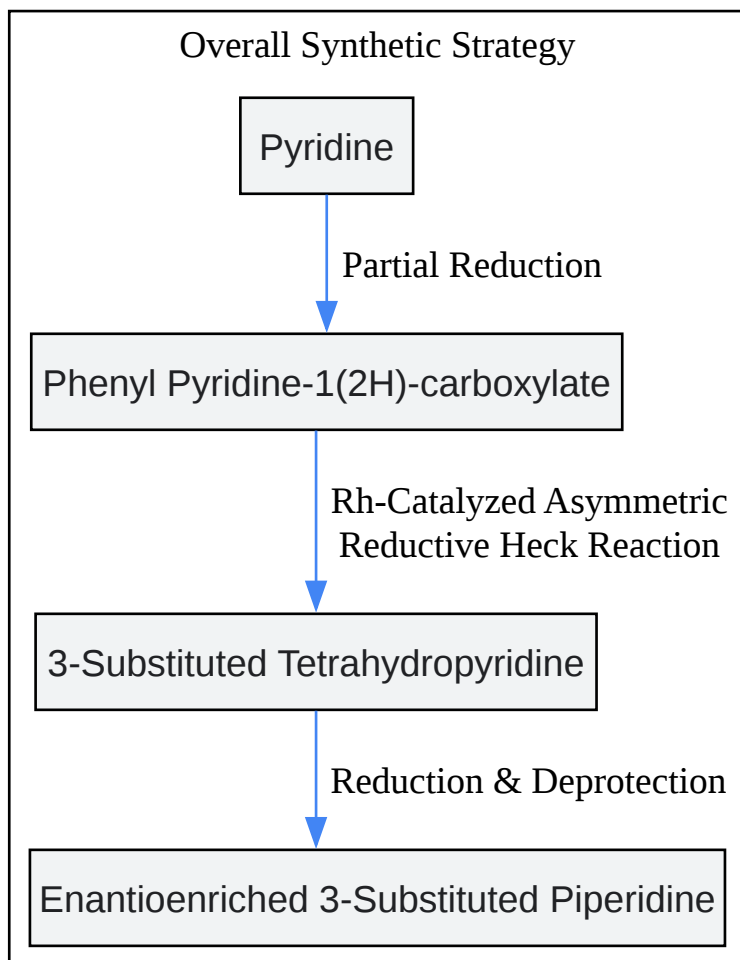 Overall Synthetic Strategy
Pyridine
Partial Reduction
Phenyl Pyridine-1(2H)-carboxylate
Rh-Catalyzed Asymmetric
Reductive Heck Reaction
3-Substituted Tetrahydropyridine
Reduction & Deprotection
Enantioenriched 3-Substituted Piperidine